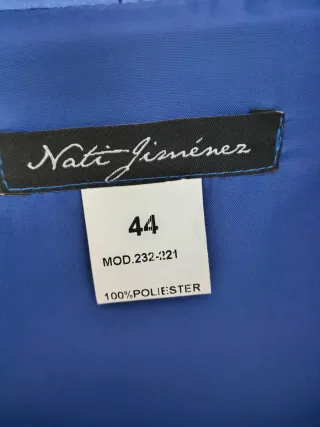 Nati Jiménez
44
MOD.232-221
100%POLIESTER